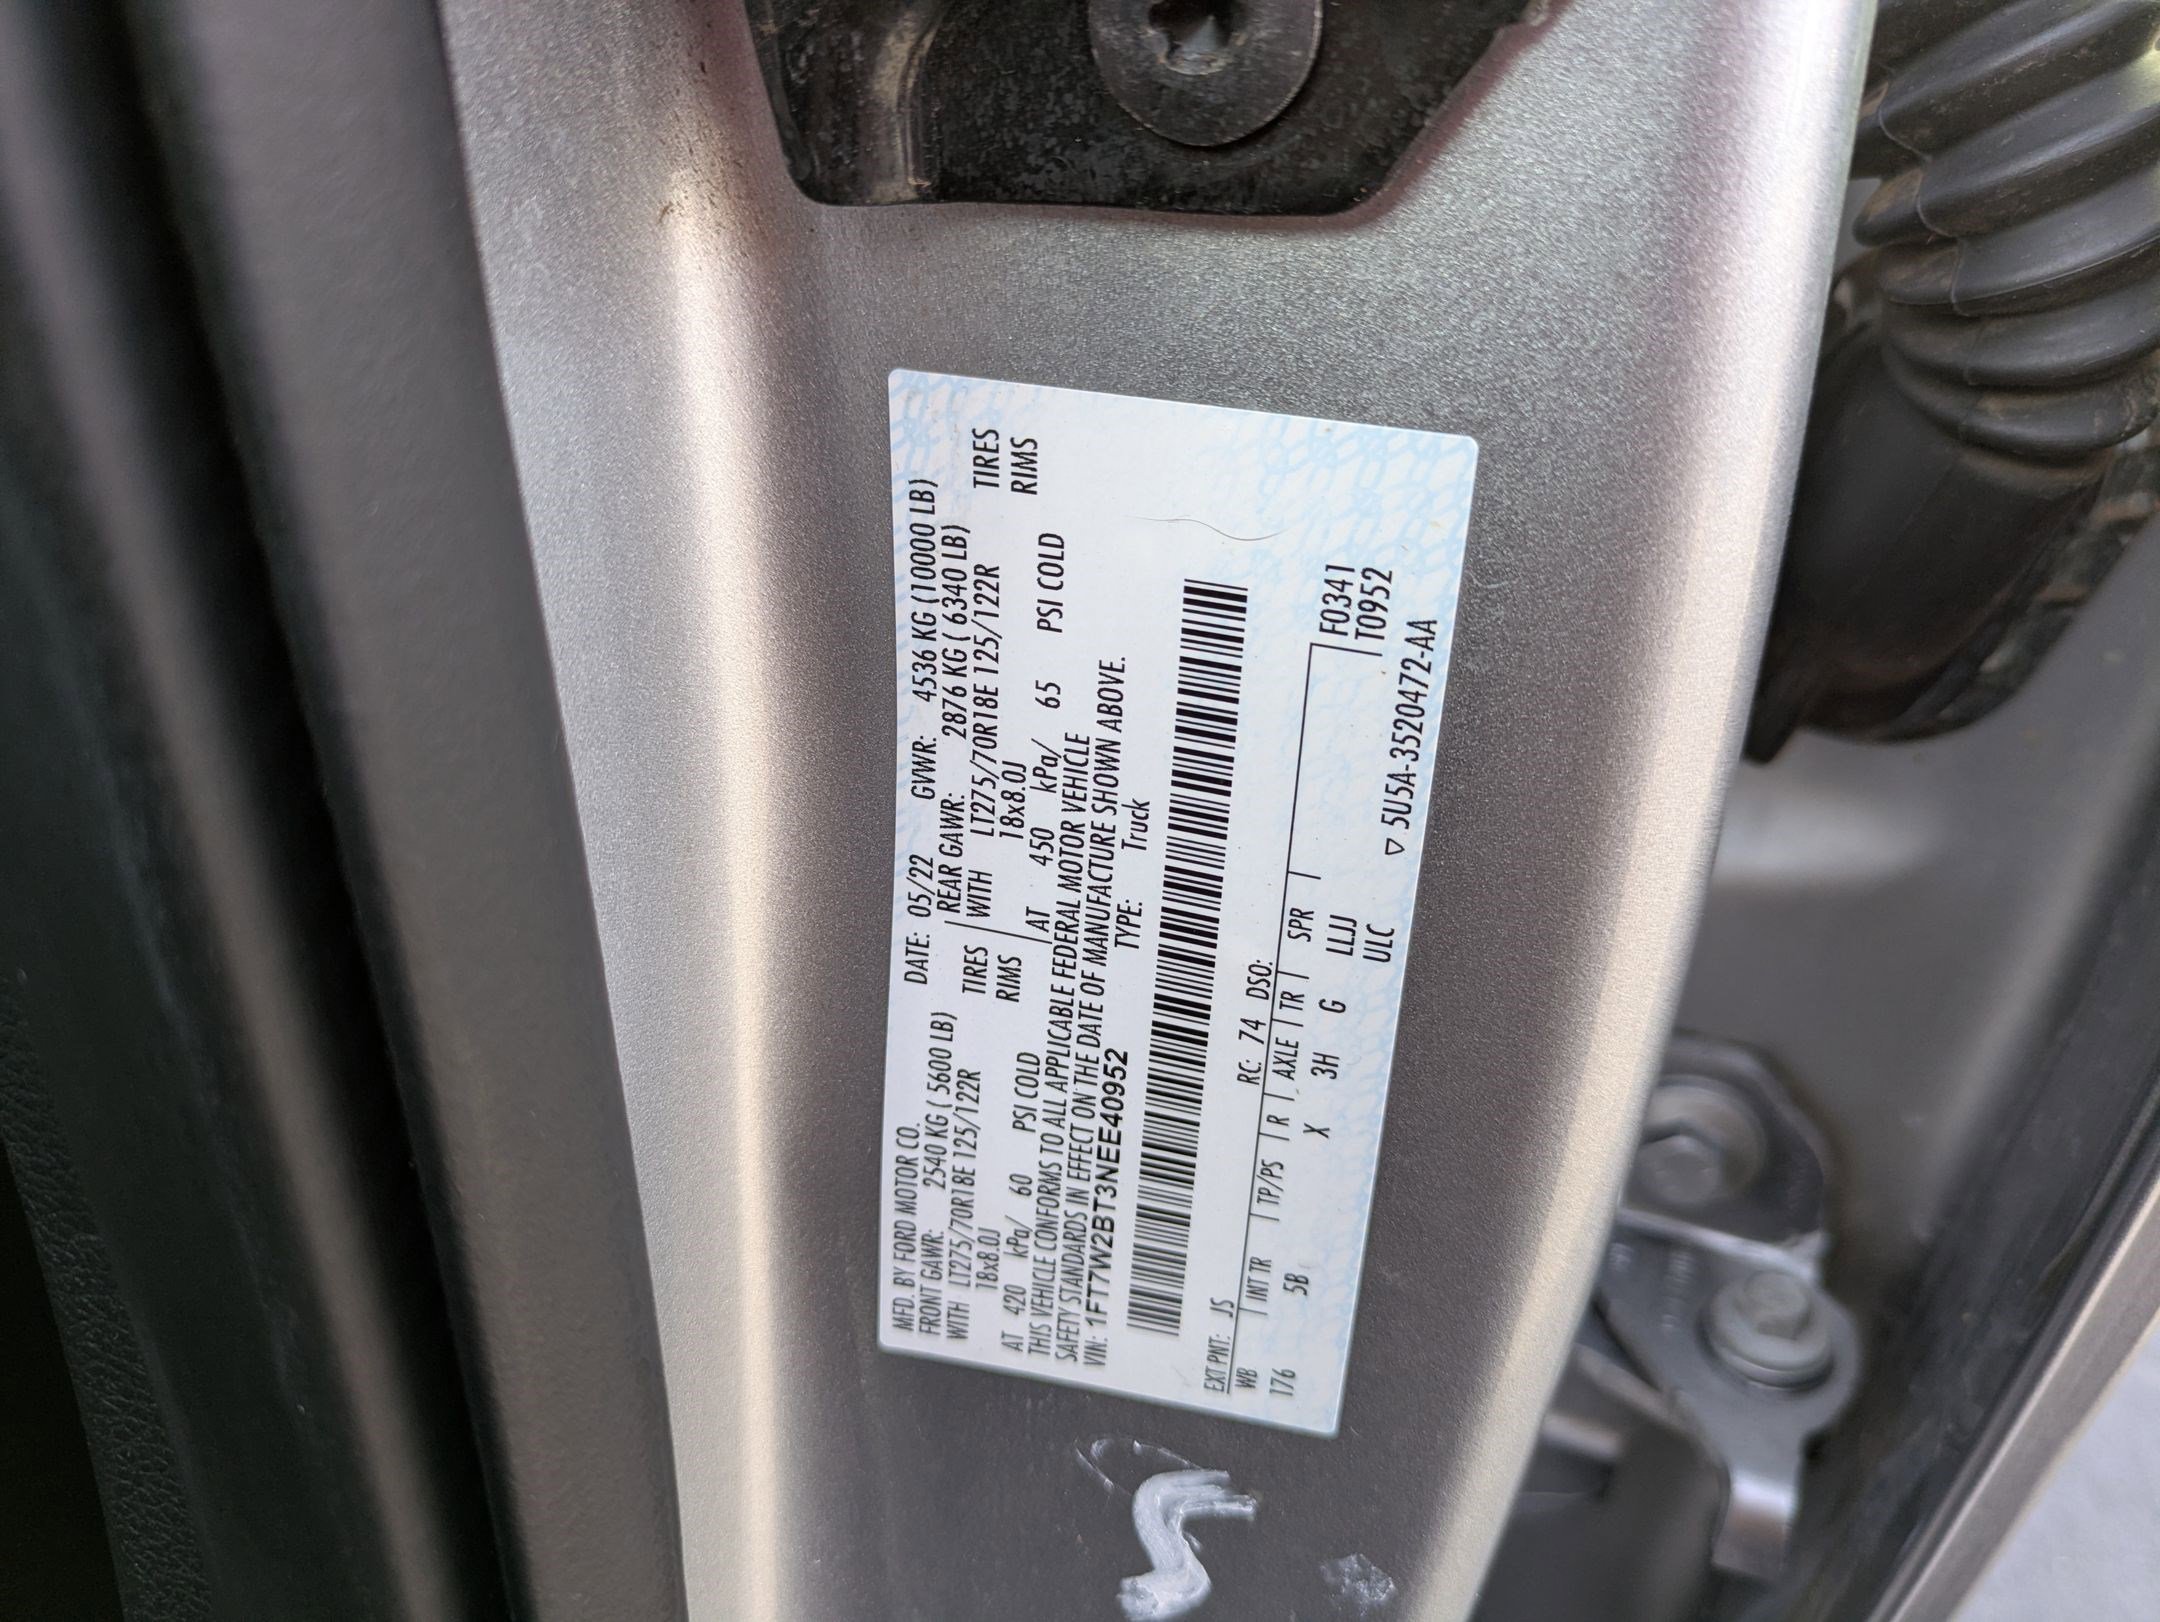 MFD. BY FORD MOTOR CO. DATE: 05/22 GVWR: 4536 KG (10000 LB)
FRONT GAWR: 2540 KG ( 5600 LB) REAR GAWR: 2876 KG ( 6340 LB)
WITH LT275/70R18E 125/122R TIRES WITH LT275/70R18E 125/122R TIRES
18x8.0J RIMS 18x8.0J RIMS
AT 420 kPa/ 60 PSI COLD AT 450 kPa/ 65 PSI COLD
THIS VEHICLE CONFORMS TO ALL APPLICABLE FEDERAL MOTOR VEHICLE
SAFETY STANDARDS IN EFFECT ON THE DATE OF MANUFACTURE SHOWN ABOVE.
VIN: 1FT7W2BT3NEE40952 TYPE: Truck
EXT PNT: JS RC: 74 DSO:
WB INT TR TP/PS R AXLE TR SPR F0341
176 5B X 3H G LLJJ T0952
ULC ▽ 5U5A-3520472-AA